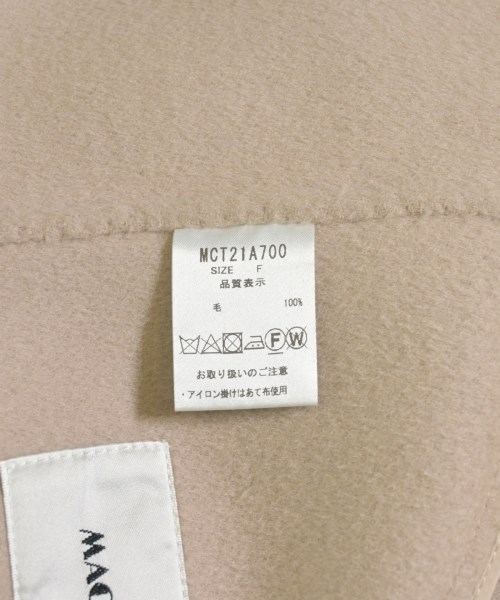 MCT21A700
SIZE F
品質表示
毛 100%
F W
お取り扱いのご注意
・アイロン掛けはあて布使用